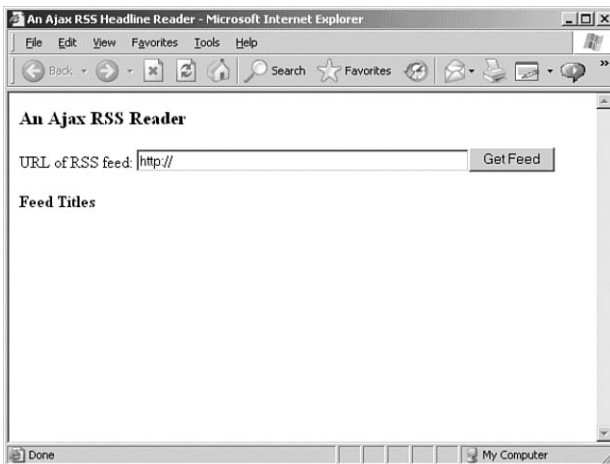 An Ajax RSS Headline Reader - Microsoft Internet Explorer
File Edit View Favorites Tools Help
Back Search Favorites »
An Ajax RSS Reader
URL of RSS feed: http:// Get Feed
Feed Titles
Done My Computer